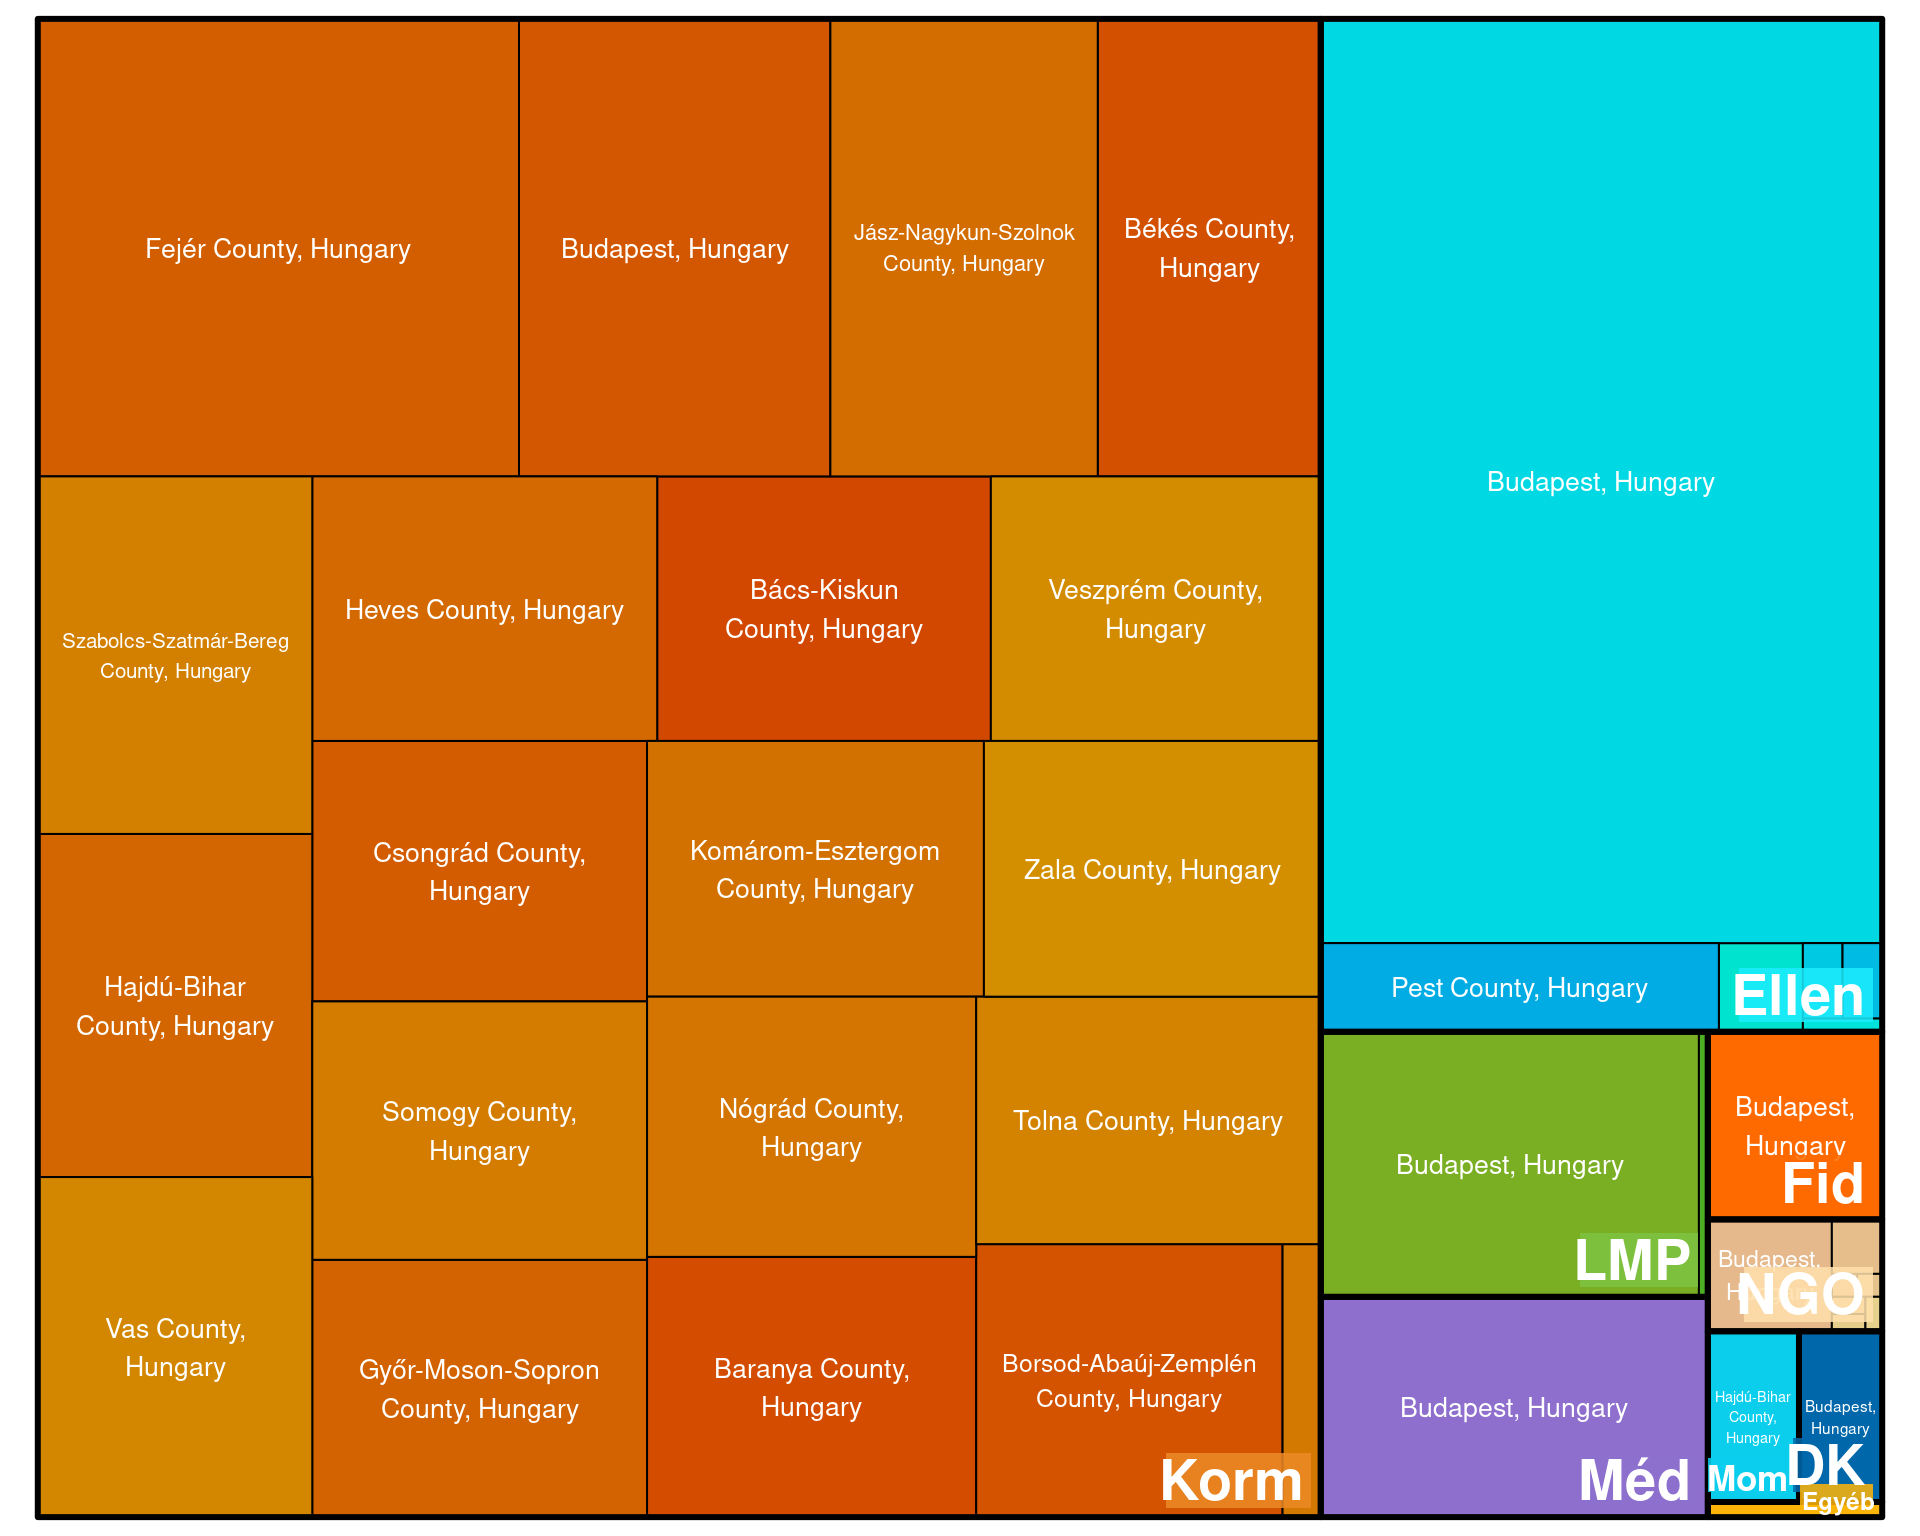 Fejér County, Hungary
Budapest, Hungary
Jász-Nagykun-Szolnok
County, Hungary
Békés County,
Hungary
Szabolcs-Szatmár-Bereg
County, Hungary
Heves County, Hungary
Bács-Kiskun
County, Hungary
Veszprém County,
Hungary
Hajdú-Bihar
County, Hungary
Csongrád County,
Hungary
Komárom-Esztergom
County, Hungary
Zala County, Hungary
Vas County,
Hungary
Somogy County,
Hungary
Nógrád County,
Hungary
Tolna County, Hungary
Győr-Moson-Sopron
County, Hungary
Baranya County,
Hungary
Borsod-Abaúj-Zemplén
County, Hungary
Korm
Budapest, Hungary
Pest County, Hungary
Ellen
Budapest, Hungary
LMP
Budapest, Hungary
Méd
Budapest,
Hungary
Fid
Budapest,
NGO
Hajdú-Bihar
County,
Hungary
Mom
Budapest,
Hungary
DK
Egyéb